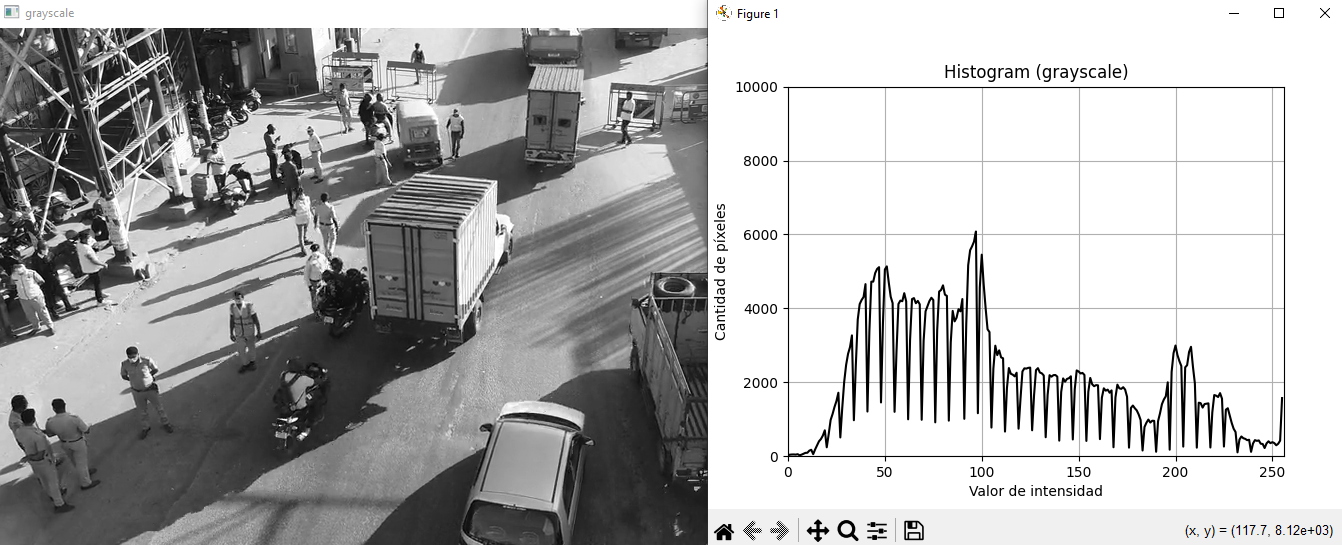 grayscale
Figure 1
Histogram (grayscale)
10000
8000
6000
4000
2000
0
Cantidad de píxeles
0 50 100 150 200 250
Valor de intensidad
(x, y) = (117.7, 8.12e+03)